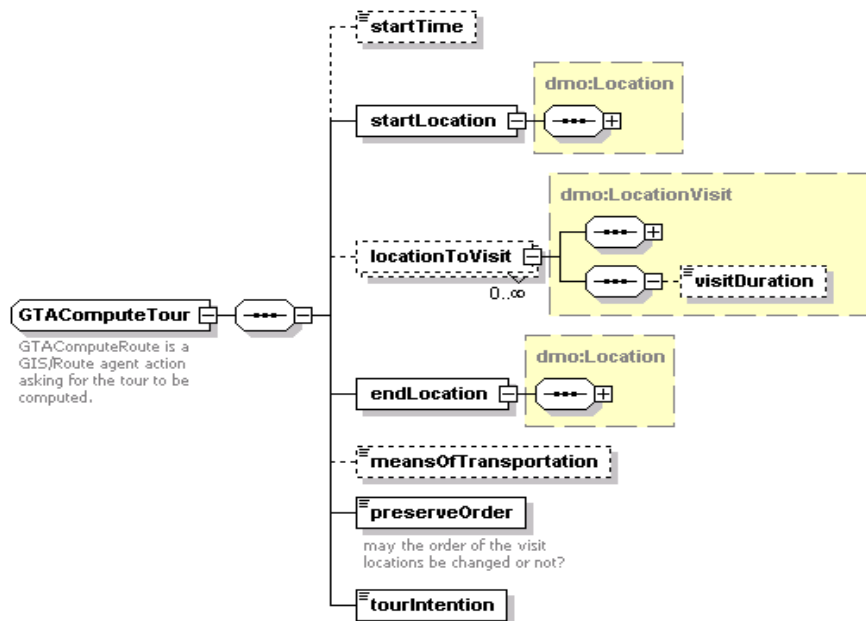 startTime
dmo:Location
startLocation
dmo:LocationVisit
locationToVisit
0..∞
visitDuration
GTAComputeTour
GTAComputeRoute is a
GIS/Route agent action
asking for the tour to be
computed.
dmo:Location
endLocation
meansOfTransportation
preserveOrder
may the order of the visit
locations be changed or not?
tourIntention